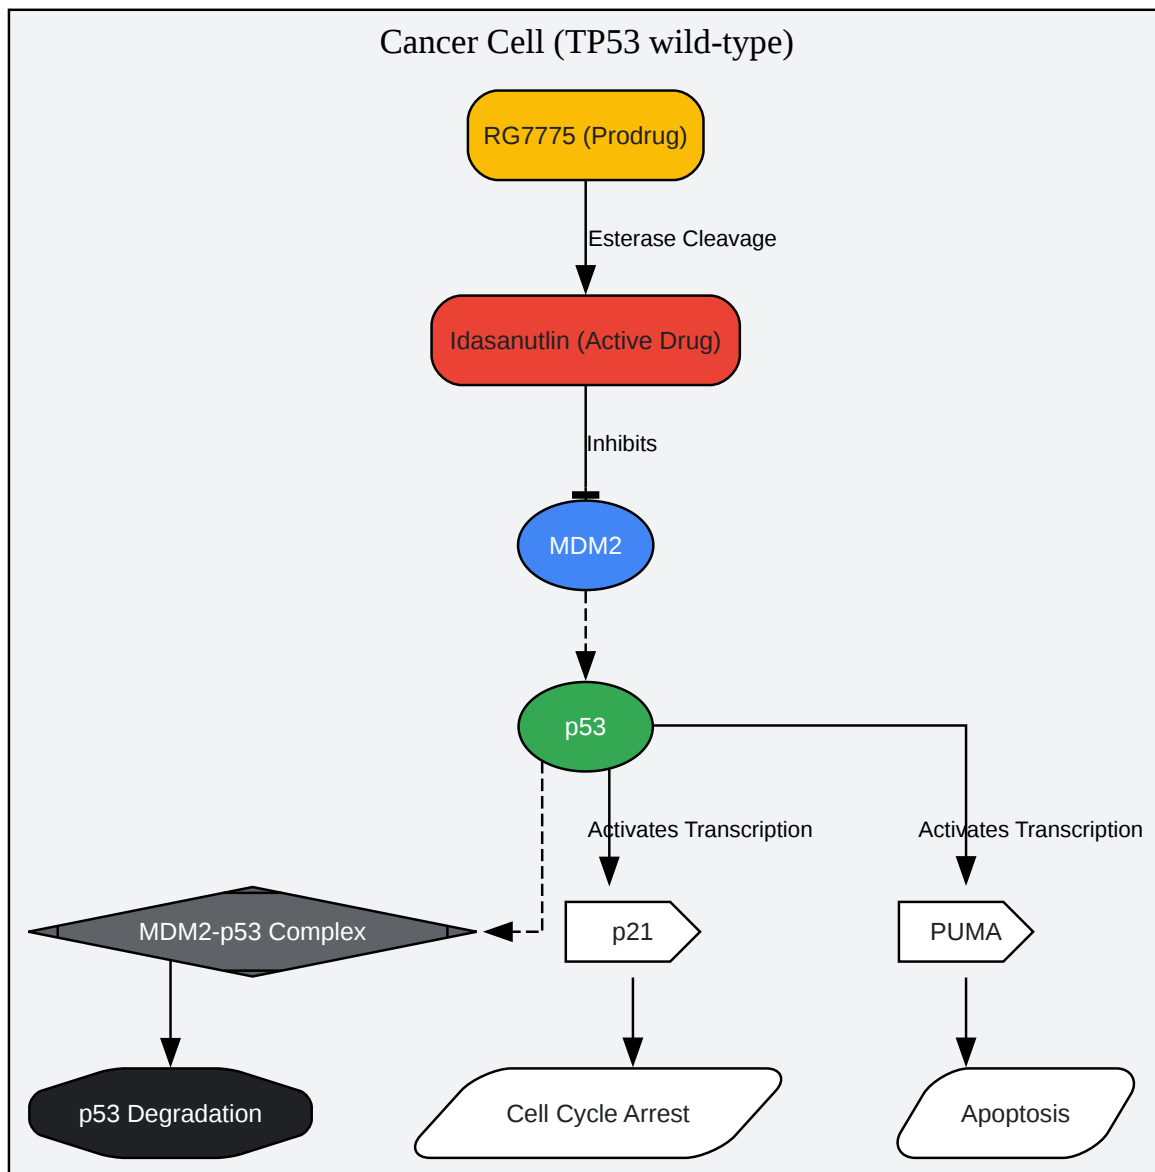 Cancer Cell (TP53 wild-type)
RG7775 (Prodrug)
Esterase Cleavage
Idasanutlin (Active Drug)
Inhibits
MDM2
p53
Activates Transcription
Activates Transcription
MDM2-p53 Complex
p21
PUMA
p53 Degradation
Cell Cycle Arrest
Apoptosis